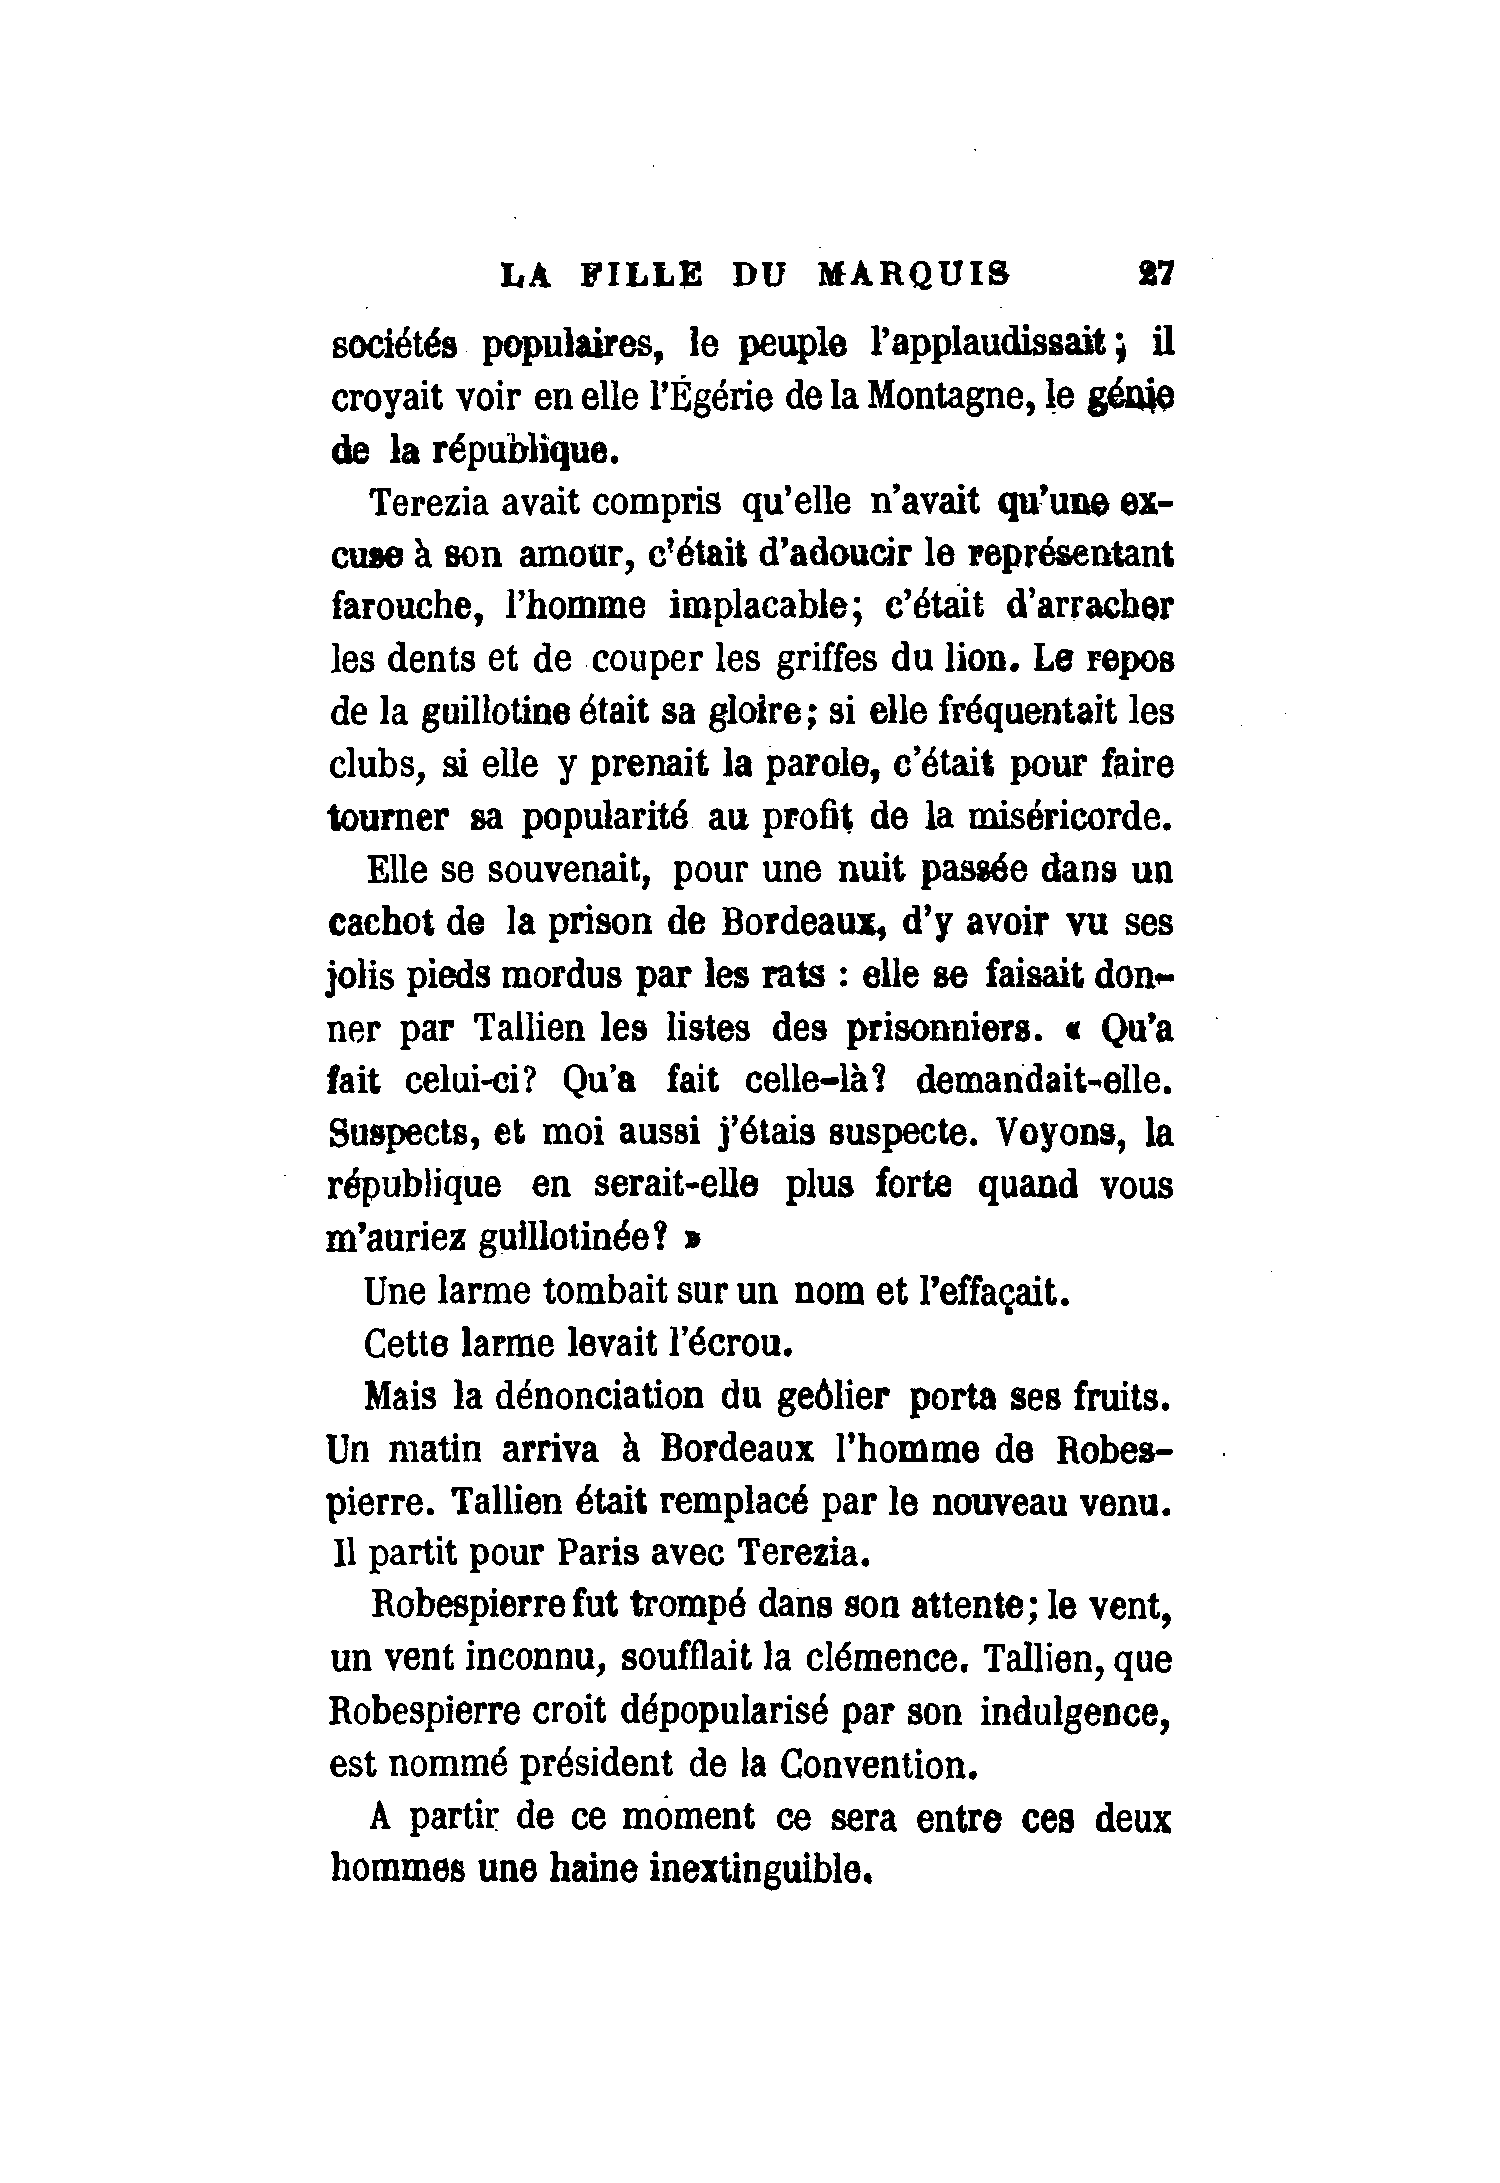 LA FILLE DU MARQUIS 27
sociétés populaires, le peuple l'applaudissait; il
croyait voir en elle l'Égérie de la Montagne, le génie
de la république.
Terezia avait compris qu'elle n'avait qu'une ex-
cuse à son amour, c'était d'adoucir le représentant
farouche, l'homme implacable; c'était d'arracher
les dents et de couper les griffes du lion. Le repos
de la guillotine était sa gloire; si elle fréquentait les
clubs, si elle y prenait la parole, c'était pour faire
tourner sa popularité au profit de la miséricorde.
Elle se souvenait, pour une nuit passée dans un
cachot de la prison de Bordeaux, d'y avoir vu ses
jolis pieds mordus par les rats : elle se faisait don-
ner par Tallien les listes des prisonniers. « Qu'a
fait celui-ci? Qu'a fait celle-là? demandait-elle.
Suspects, et moi aussi j'étais suspecte. Voyons, la
république en serait-elle plus forte quand vous
m'auriez guillotinée? »
Une larme tombait sur un nom et l'effaçait.
Cette larme levait l'écrou.
Mais la dénonciation du geôlier porta ses fruits.
Un matin arriva à Bordeaux l'homme de Robes-
pierre. Tallien était remplacé par le nouveau venu.
Il partit pour Paris avec Terezia.
Robespierre fut trompé dans son attente; le vent,
un vent inconnu, soufflait la clémence. Tallien, que
Robespierre croit dépopularisé par son indulgence,
est nommé président de la Convention.
A partir de ce moment ce sera entre ces deux
hommes une haine inextinguible.